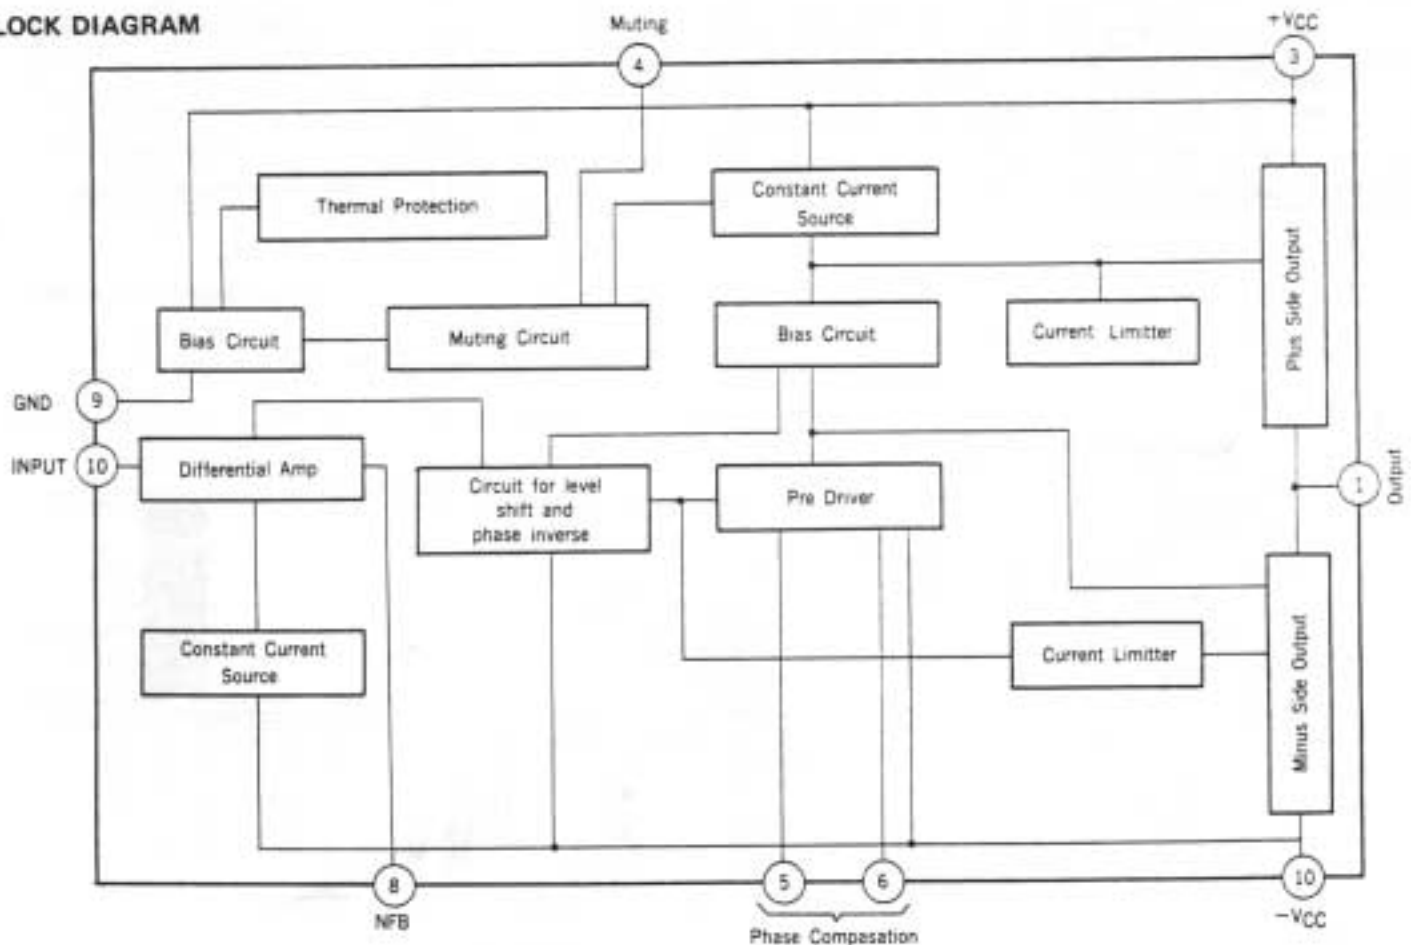 LOCK DIAGRAM
Muting
+VCC
4
3
Thermal Protection
Constant Current
Source
Plus Side Output
Bias Circuit
Muting Circuit
Bias Circuit
Current Limitter
GND
9
INPUT
10
Differential Amp
Circuit for level
shift and
phase inverse
Pre Driver
1
Output
Constant Current
Source
Current Limitter
Minus Side Output
8
5
6
10
NFB
-VCC
Phase Compasation